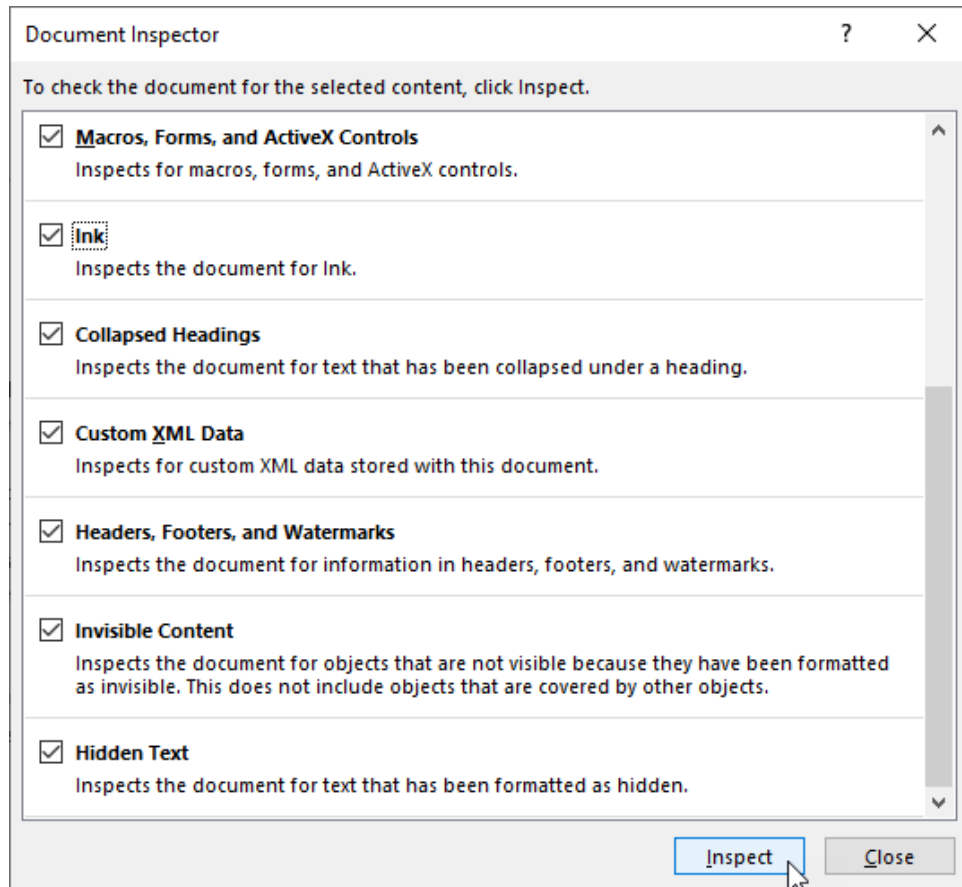 Document Inspector
?
To check the document for the selected content, click Inspect.
Macros, Forms, and ActiveX Controls
Inspects for macros, forms, and ActiveX controls.
Ink
Inspects the document for Ink.
Collapsed Headings
Inspects the document for text that has been collapsed under a heading.
Custom XML Data
Inspects for custom XML data stored with this document.
Headers, Footers, and Watermarks
Inspects the document for information in headers, footers, and watermarks.
Invisible Content
Inspects the document for objects that are not visible because they have been formatted
as invisible. This does not include objects that are covered by other objects.
Hidden Text
Inspects the document for text that has been formatted as hidden.
Inspect
Close